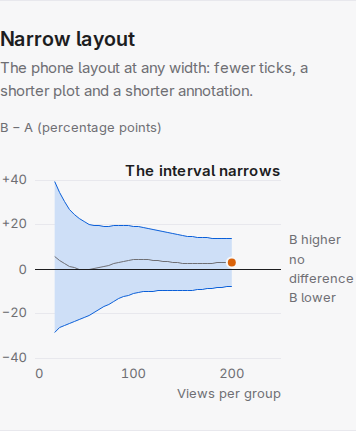 Narrow layout
The phone layout at any width: fewer ticks, a
shorter plot and a shorter annotation.
B − A (percentage points)
The interval narrows
+40
+20
0
−20
−40
B higher
no
difference
B lower
0 100 200
Views per group